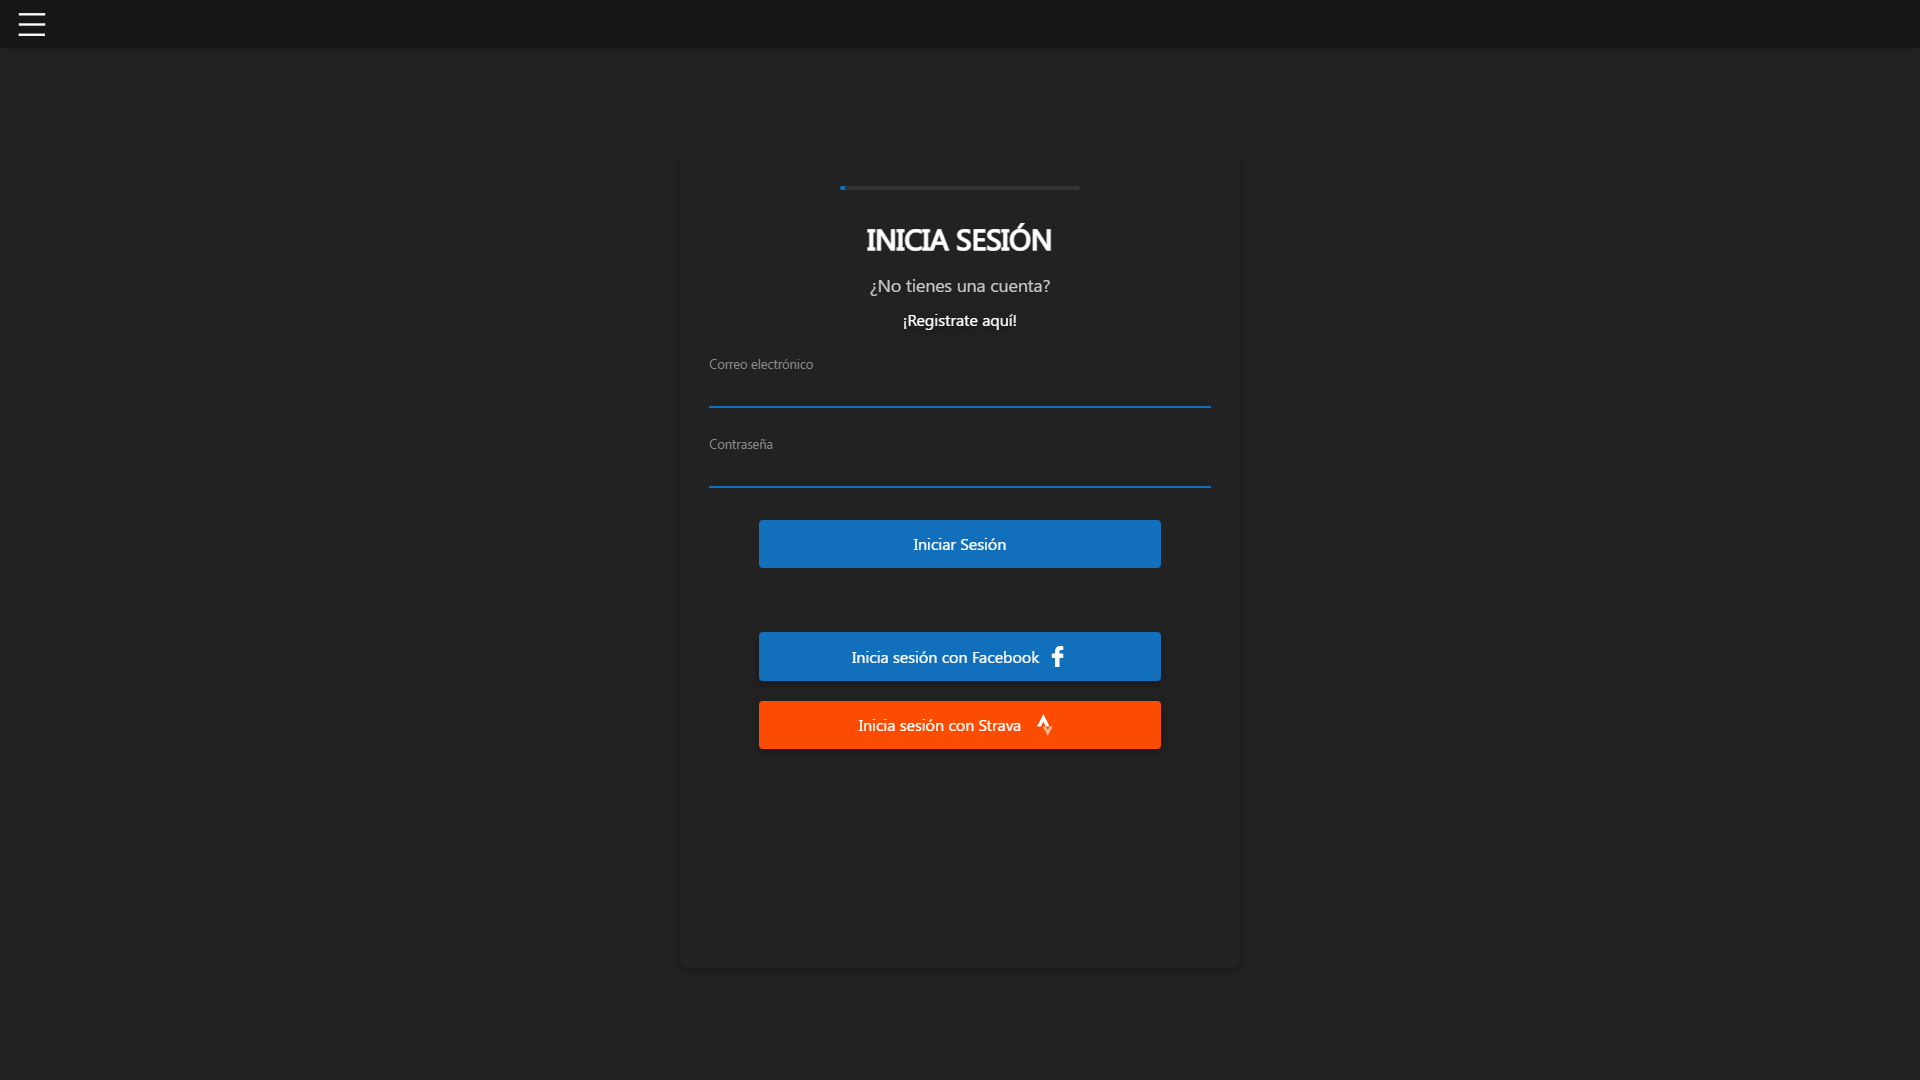 INICIA SESIÓN
¿No tienes una cuenta?
¡Registrate aquí!
Correo electrónico
Contraseña
Iniciar Sesión
Inicia sesión con Facebook
Inicia sesión con Strava